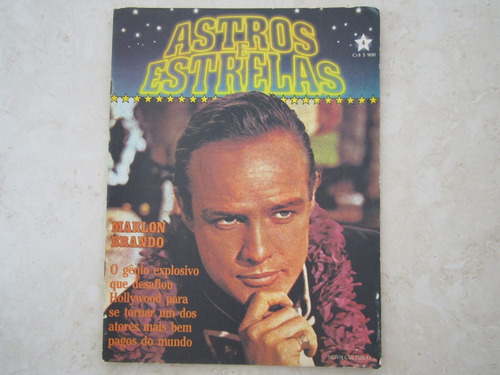 ASTROS
E
ESTRELAS
4
Cr$ 5 900
MARLON
BRANDO
O gênio explosivo
que desafiou
Hollywood para
se tornar um dos
atores mais bem
pagos do mundo
NOVA CULTURAL